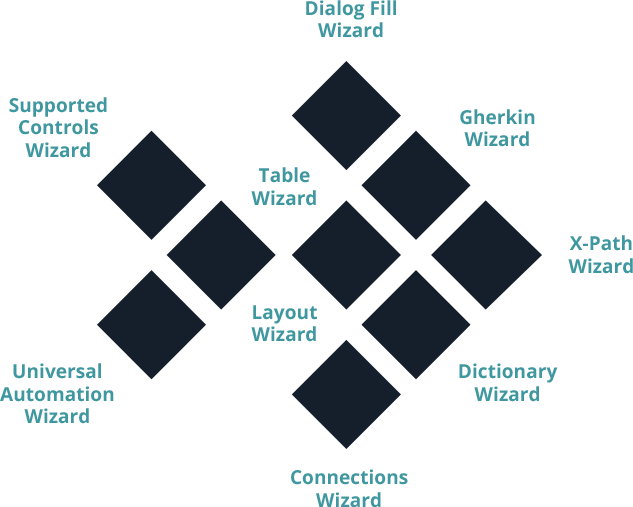 Dialog Fill
Wizard
Supported
Controls
Wizard
Gherkin
Wizard
Table
Wizard
X-Path
Wizard
Layout
Wizard
Universal
Automation
Wizard
Dictionary
Wizard
Connections
Wizard